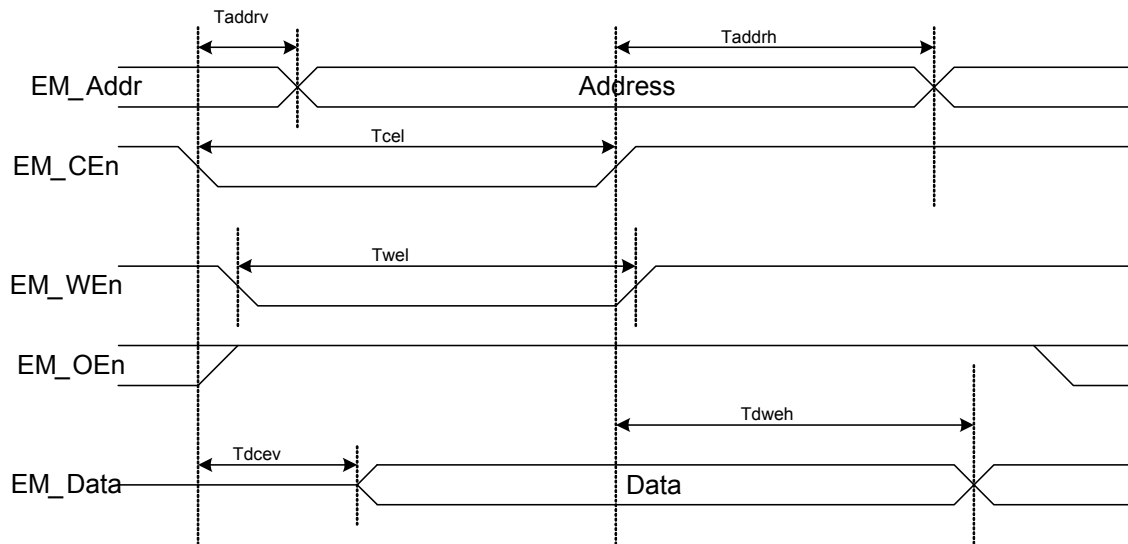 Taddrv
Taddrh
EM_Addr
Address
Tcel
EM_CEn
Twel
EM_WEn
EM_OEn
Tdweh
Tdcev
EM_Data
Data